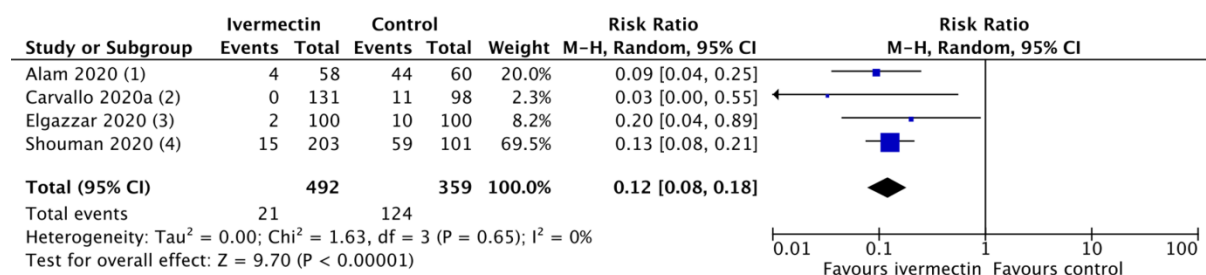 Ivermectin Control Risk Ratio Risk Ratio
Study or Subgroup Events Total Events Total Weight M-H, Random, 95% CI M-H, Random, 95% CI
Alam 2020 (1) 4 58 44 60 20.0% 0.09 [0.04, 0.25]
Carvallo 2020a (2) 0 131 11 98 2.3% 0.03 [0.00, 0.55]
Elgazzar 2020 (3) 2 100 10 100 8.2% 0.20 [0.04, 0.89]
Shouman 2020 (4) 15 203 59 101 69.5% 0.13 [0.08, 0.21]
Total (95% CI) 492 359 100.0% 0.12 [0.08, 0.18]
Total events 21 124
Heterogeneity: Tau² = 0.00; Chi² = 1.63, df = 3 (P = 0.65); I² = 0%
Test for overall effect: Z = 9.70 (P < 0.00001)
0.01 0.1 1 10 100
Favours ivermectin Favours control